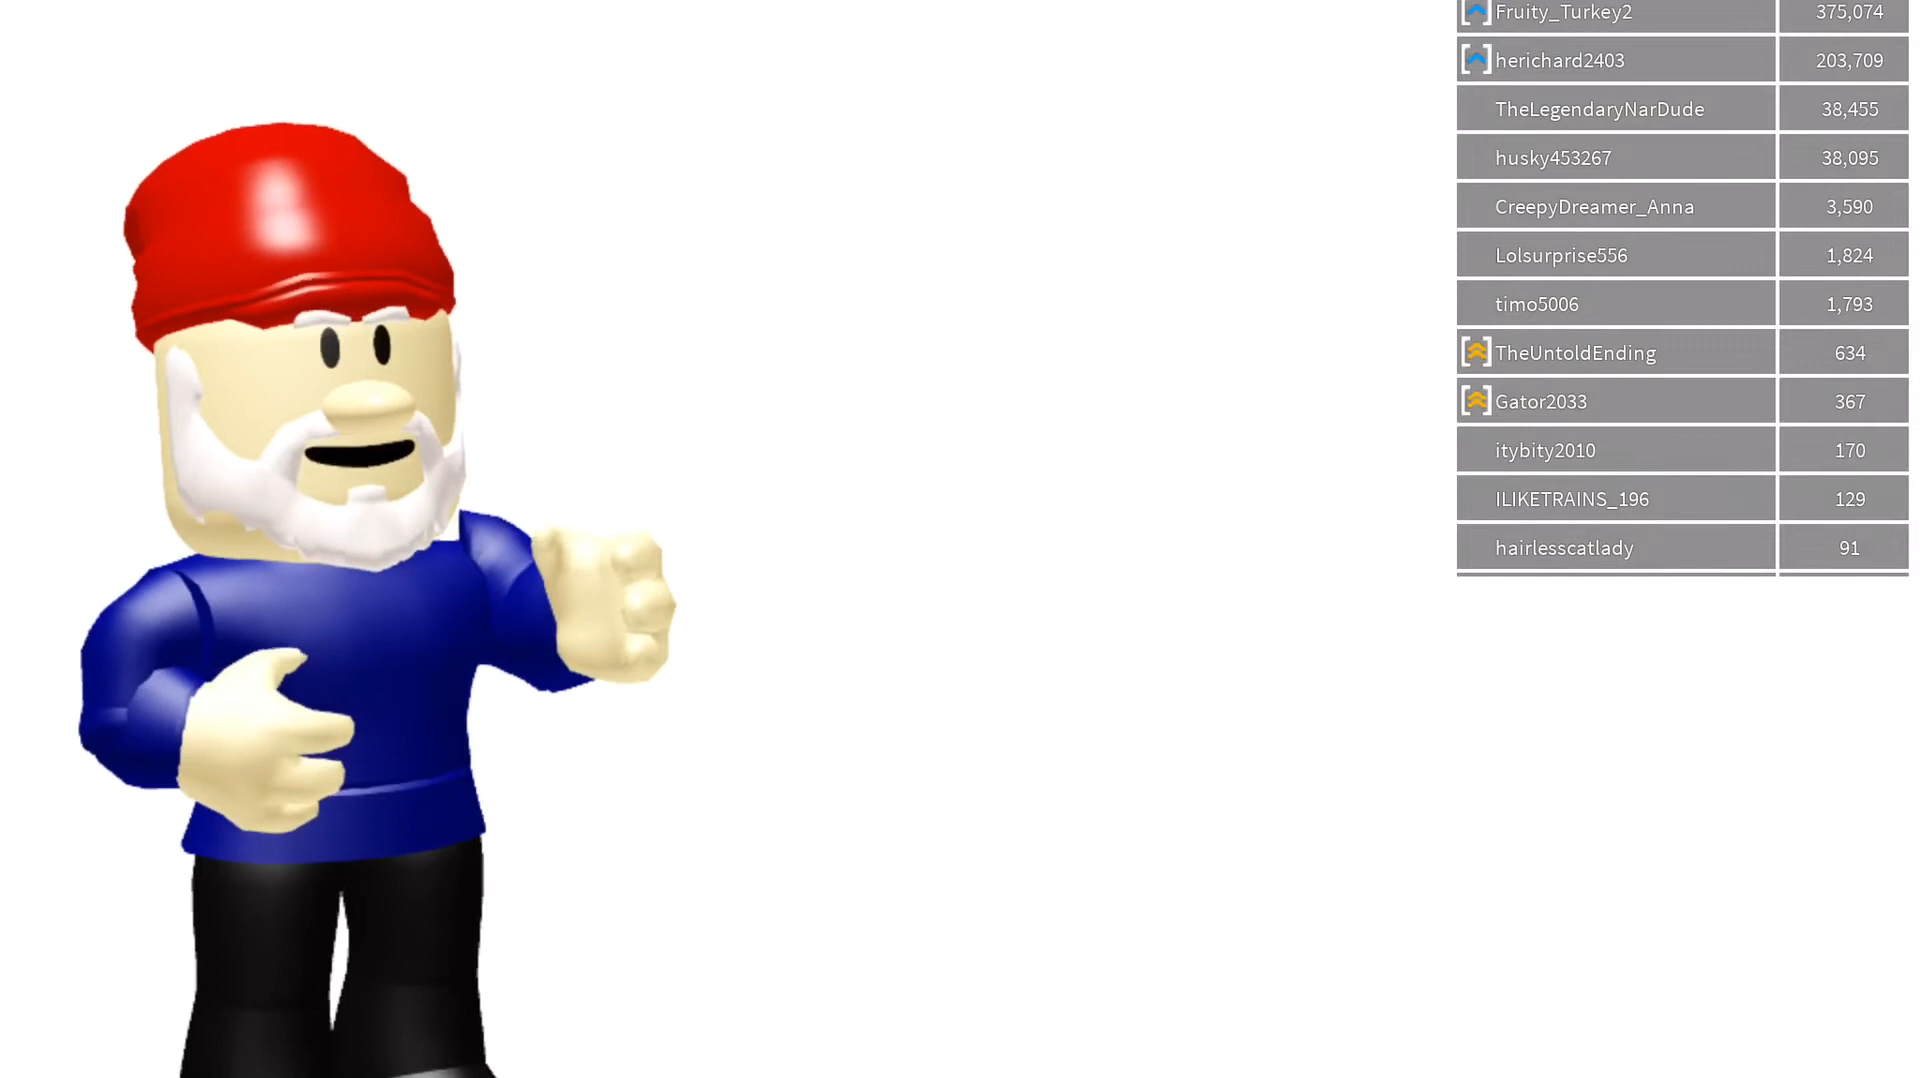 Fruity_Turkey2 375,074
herichard2403 203,709
TheLegendaryNarDude 38,455
husky453267 38,095
CreepyDreamer_Anna 3,590
Lolsurprise556 1,824
timo5006 1,793
TheUntoldEnding 634
Gator2033 367
itybity2010 170
ILIKETRAINS_196 129
hairlesscatlady 91